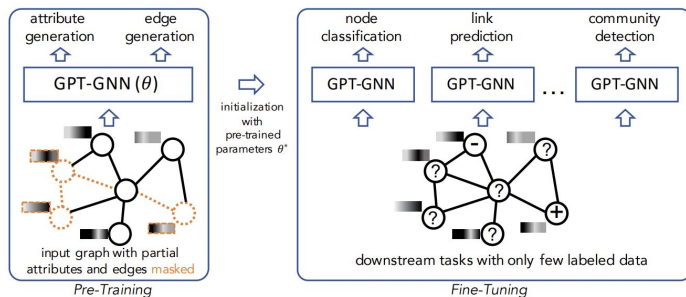 attribute
generation
edge
generation
GPT-GNN (θ)
input graph with partial
attributes and edges masked
Pre-Training
initialization
with
pre-trained
parameters θ*
node
classification
link
prediction
community
detection
GPT-GNN
GPT-GNN
...
GPT-GNN
-
?
?
?
?
+
?
downstream tasks with only few labeled data
Fine-Tuning